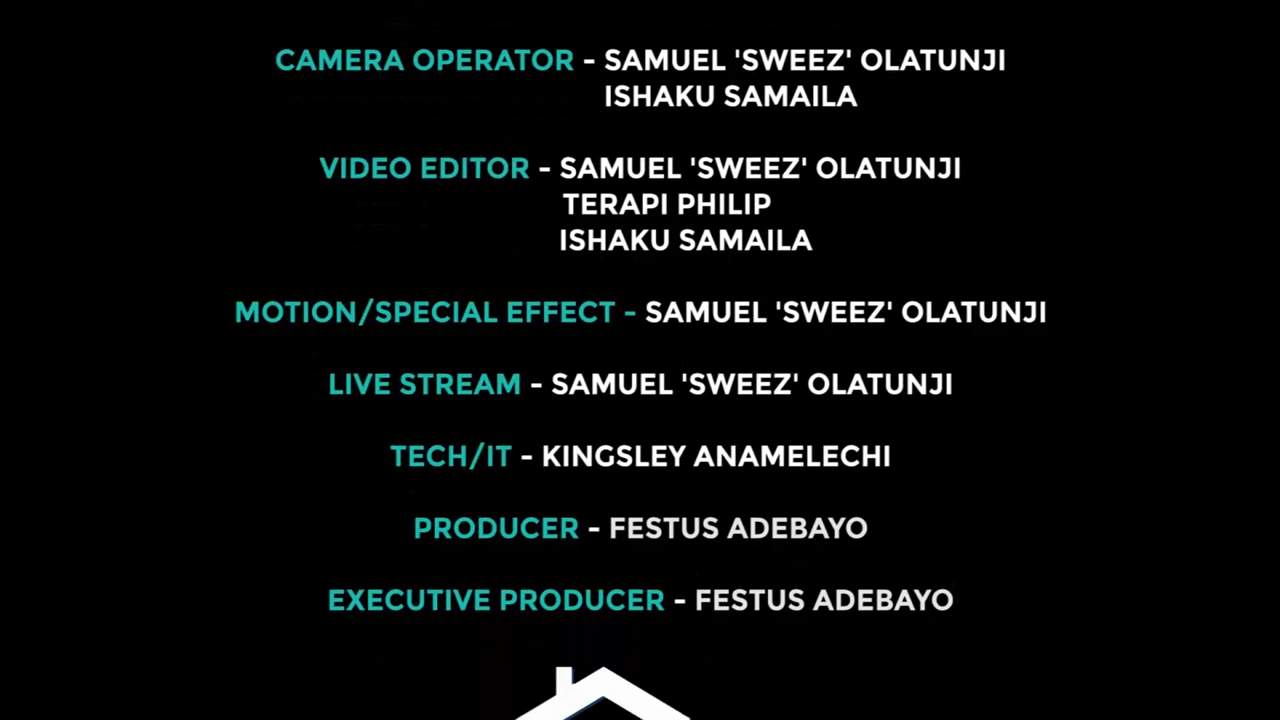 CAMERA OPERATOR - SAMUEL 'SWEEZ' OLATUNJI
ISHAKU SAMAILA
VIDEO EDITOR - SAMUEL 'SWEEZ' OLATUNJI
TERAPI PHILIP
ISHAKU SAMAILA
MOTION/SPECIAL EFFECT - SAMUEL 'SWEEZ' OLATUNJI
LIVE STREAM - SAMUEL 'SWEEZ' OLATUNJI
TECH/IT - KINGSLEY ANAMELECHI
PRODUCER - FESTUS ADEBAYO
EXECUTIVE PRODUCER - FESTUS ADEBAYO